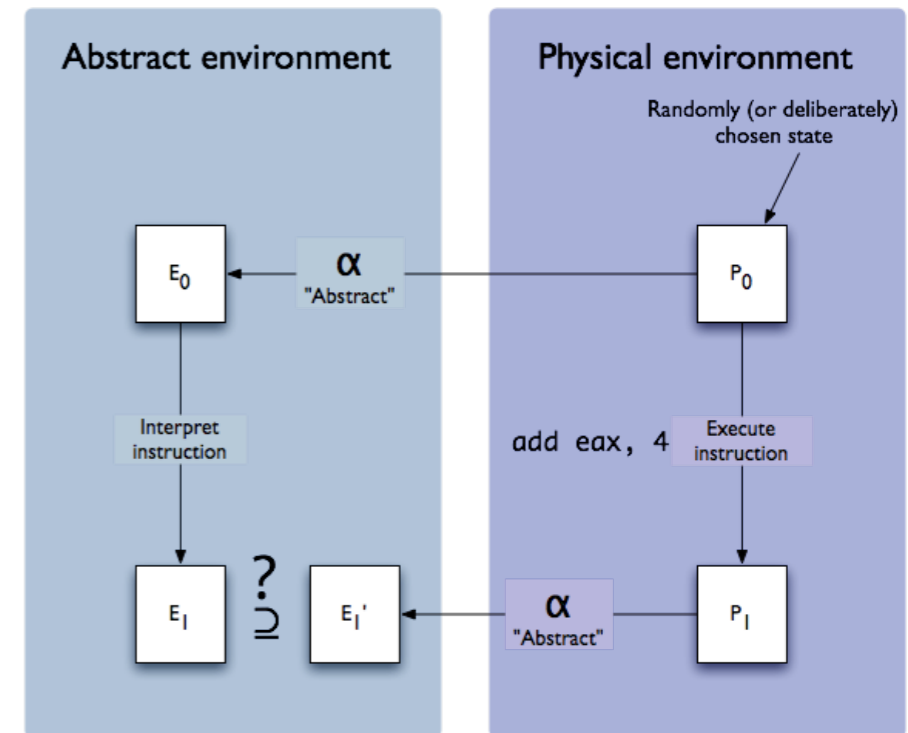 Abstract environment
Physical environment
Randomly (or deliberately)
chosen state
E0
α
"Abstract"
P0
Interpret
instruction
add eax, 4
Execute
instruction
E1
?
⊇
E1'
α
"Abstract"
P1